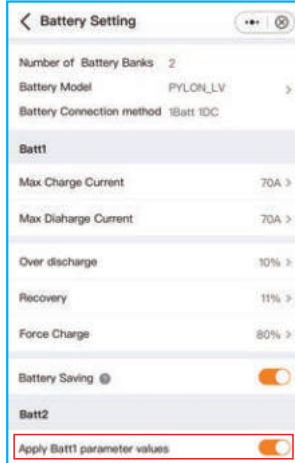 Battery Setting
Number of Battery Banks 2
Battery Model PYLON_LV
Battery Connection method 1Batt 1DC
Batt1
Max Charge Current 70A
Max Diaharge Current 70A
Over discharge 10%
Recovery 11%
Force Charge 80%
Battery Saving
Batt2
Apply Batt1 parameter values